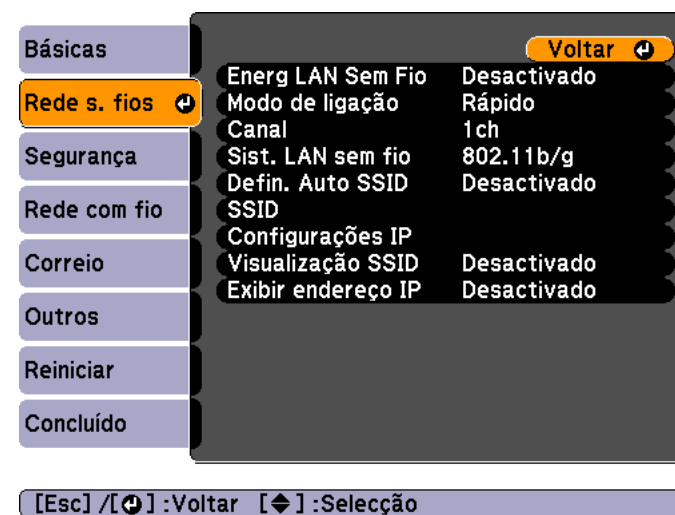 Básicas
Rede s. fios
Segurança
Rede com fio
Correio
Outros
Reiniciar
Concluído
Voltar
Energ LAN Sem Fio Desactivado
Modo de ligação Rápido
Canal 1ch
Sist. LAN sem fio 802.11b/g
Defin. Auto SSID Desactivado
SSID
Configurações IP
Visualização SSID Desactivado
Exibir endereço IP Desactivado
[Esc] /[⏎] :Voltar [◆] :Selecção